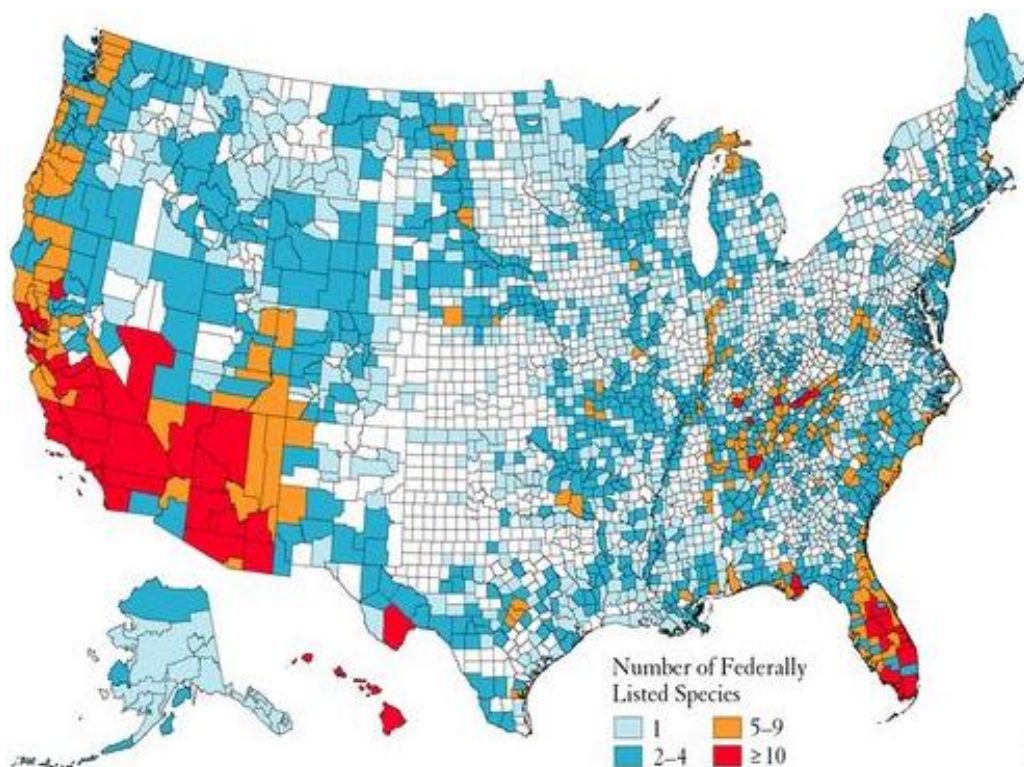 Number of Federally
Listed Species
1
5–9
2–4
≥10